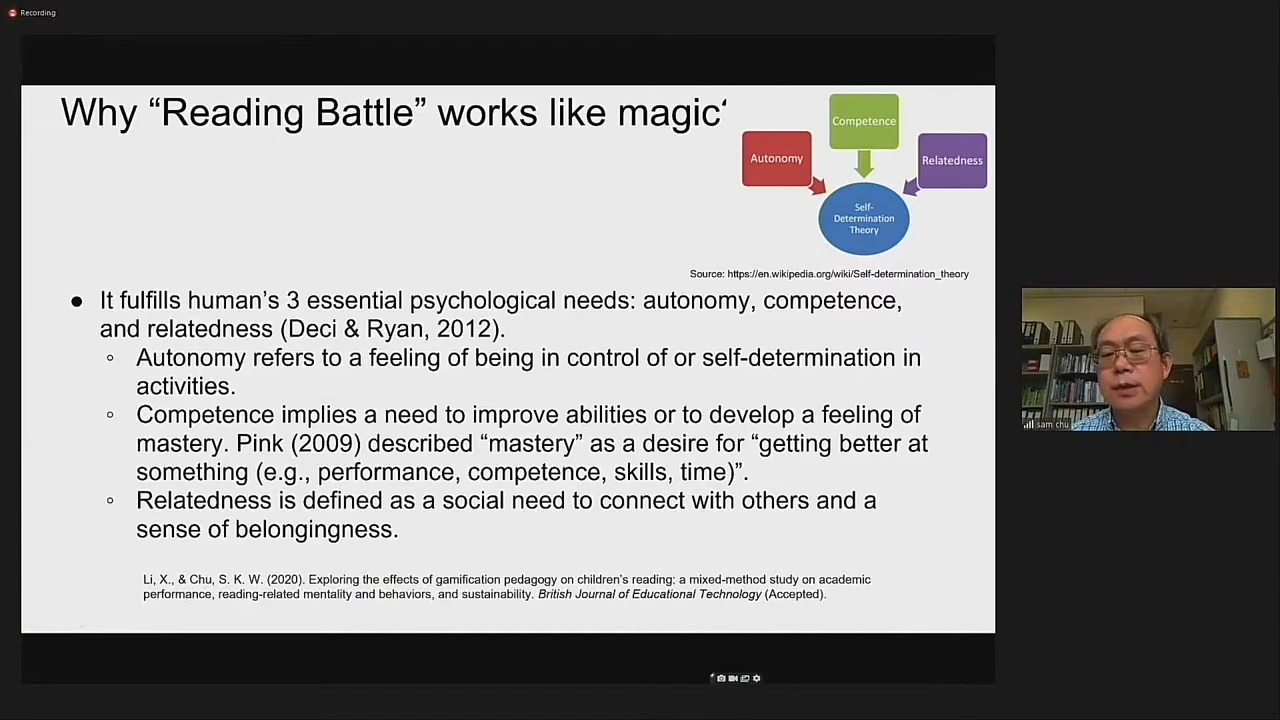 Recording
Why “Reading Battle” works like magic‘
Competence
Autonomy
Relatedness
Self-
Determination
Theory
Source: https://en.wikipedia.org/wiki/Self-determination_theory
● It fulfills human’s 3 essential psychological needs: autonomy, competence,
and relatedness (Deci & Ryan, 2012).
◦ Autonomy refers to a feeling of being in control of or self-determination in
activities.
◦ Competence implies a need to improve abilities or to develop a feeling of
mastery. Pink (2009) described “mastery” as a desire for “getting better at
something (e.g., performance, competence, skills, time)”.
◦ Relatedness is defined as a social need to connect with others and a
sense of belongingness.
Li, X., & Chu, S. K. W. (2020). Exploring the effects of gamification pedagogy on children’s reading: a mixed-method study on academic
performance, reading-related mentality and behaviors, and sustainability. British Journal of Educational Technology (Accepted).
sam chu